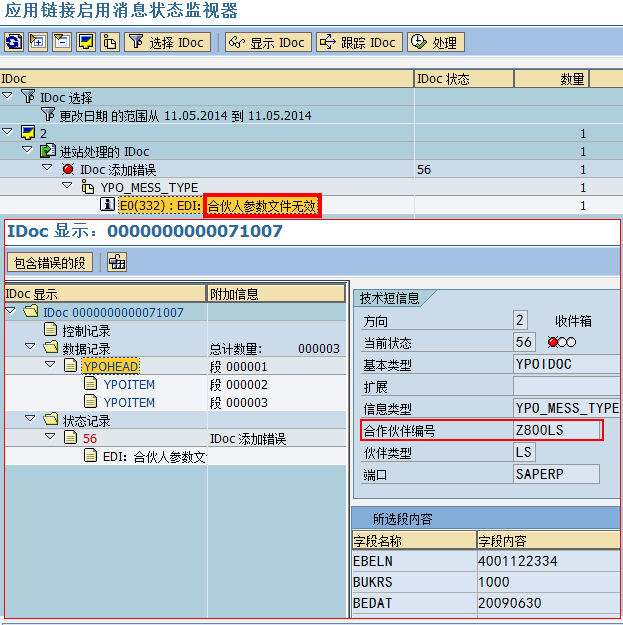 应用链接启用消息状态监视器
选择 IDoc 显示 IDoc 跟踪 IDoc 处理
IDoc IDoc 状态 数量
IDoc 选择
更改日期 的范围从 11.05.2014 到 11.05.2014
2 1
进站处理的 IDoc 1
IDoc 添加错误 56 1
YPO_MESS_TYPE 1
E0(332) : EDI: 合伙人参数文件无效 1
IDoc 显示: 0000000000071007
包含错误的段
IDoc 显示 附加信息
IDoc 0000000000071007
控制记录
数据记录 总计数量: 000003
YPOHEAD 段 000001
YPOITEM 段 000002
YPOITEM 段 000003
状态记录
56 IDoc 添加错误
EDI: 合伙人参数文
技术短信息
方向 2 收件箱
当前状态 56
基本类型 YPOIDOC
扩展
信息类型 YPO_MESS_TYPE
合作伙伴编号 Z800LS
伙伴类型 LS
端口 SAPERP
所选段内容
字段名称 字段内容
EBELN 4001122334
BUKRS 1000
BEDAT 20090630